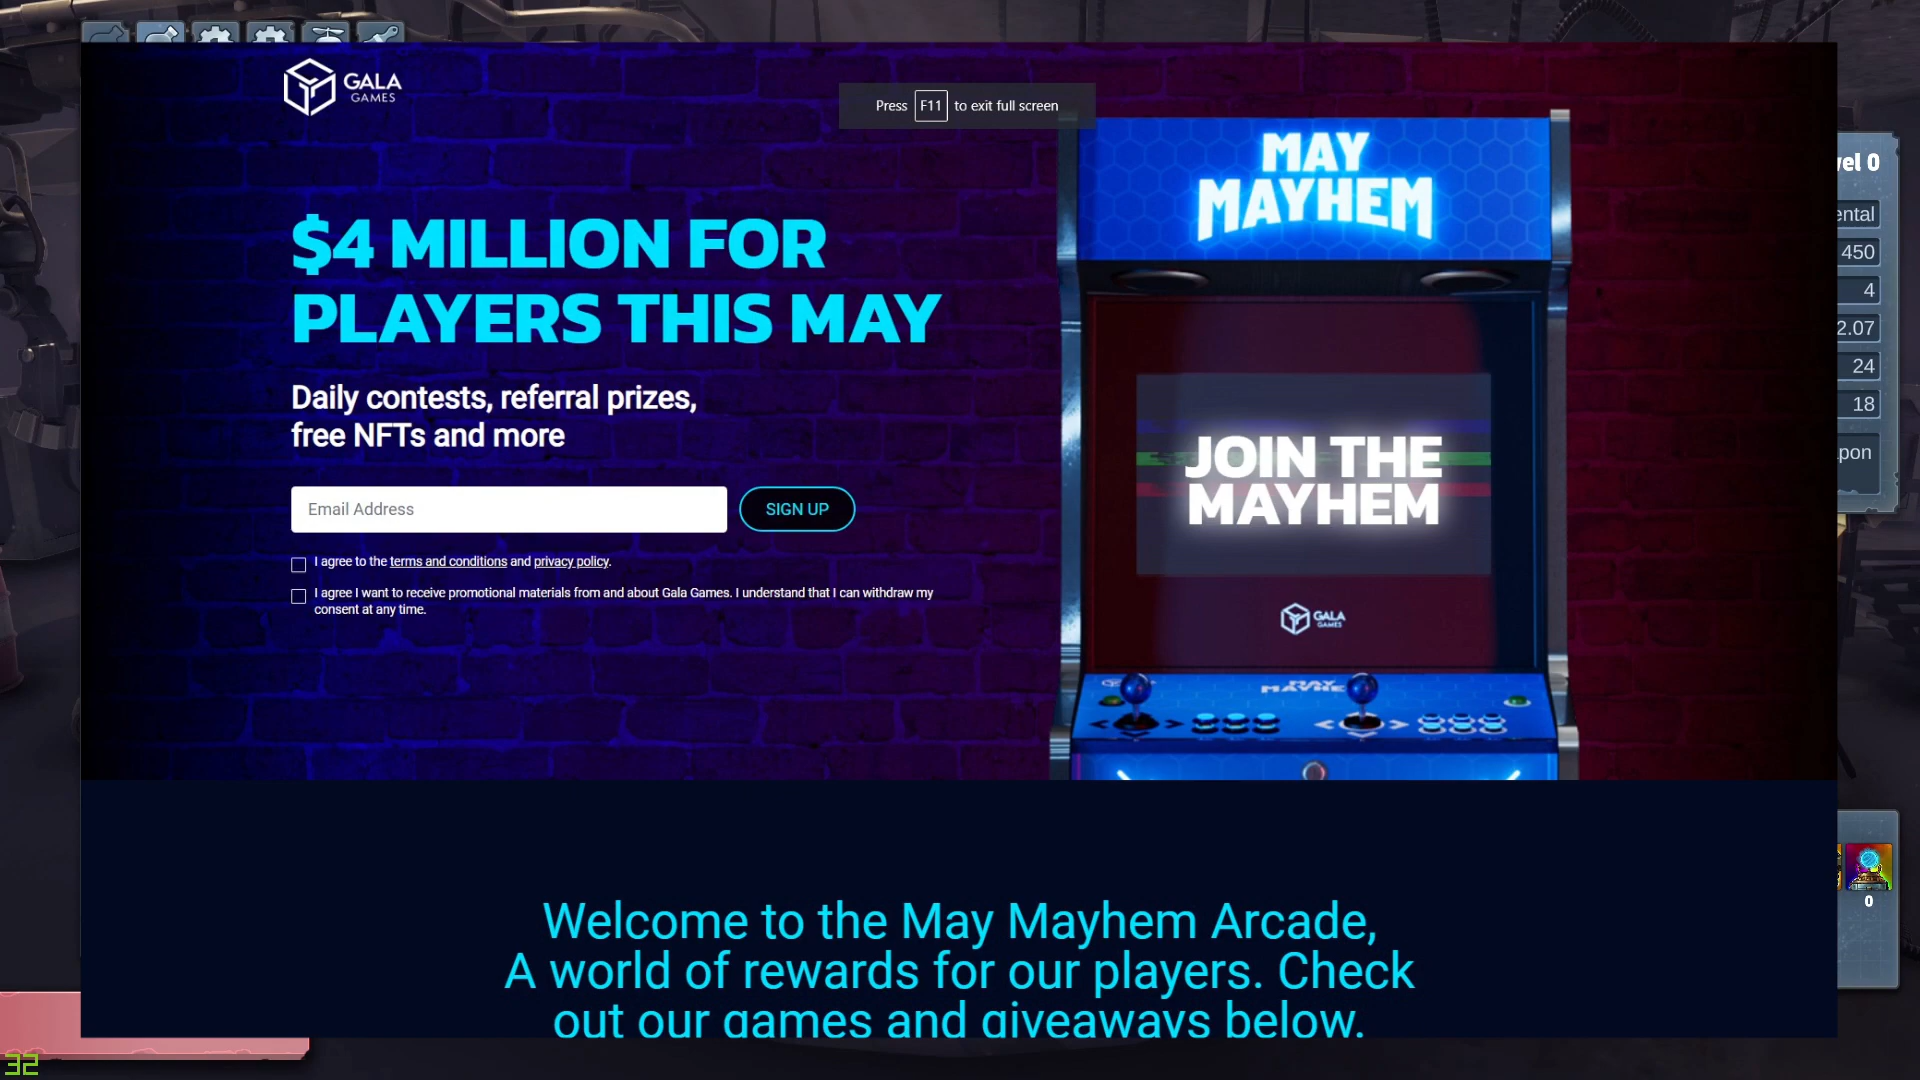 GALA
GAMES
Press F11 to exit full screen
MAY
MAYHEM
$4 MILLION FOR
PLAYERS THIS MAY
Daily contests, referral prizes,
free NFTs and more
Email Address
SIGN UP
I agree to the terms and conditions and privacy policy.
I agree I want to receive promotional materials from and about Gala Games. I understand that I can withdraw my
consent at any time.
JOIN THE
MAYHEM
GALA
GAMES
MAY
Welcome to the May Mayhem Arcade,
A world of rewards for our players. Check
out our games and giveaways below.
0
450
4
2.07
24
18
0
32